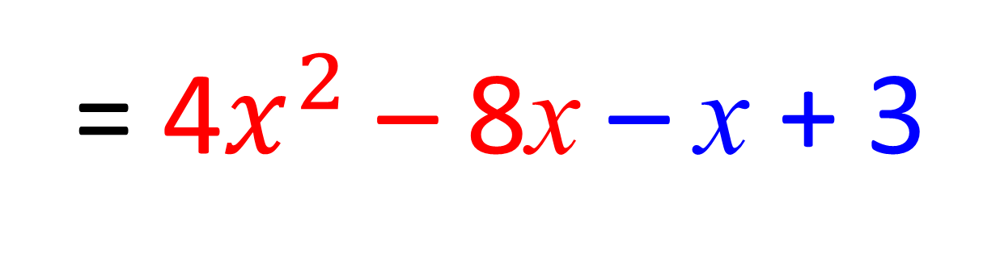 = 4x² − 8x − x + 3